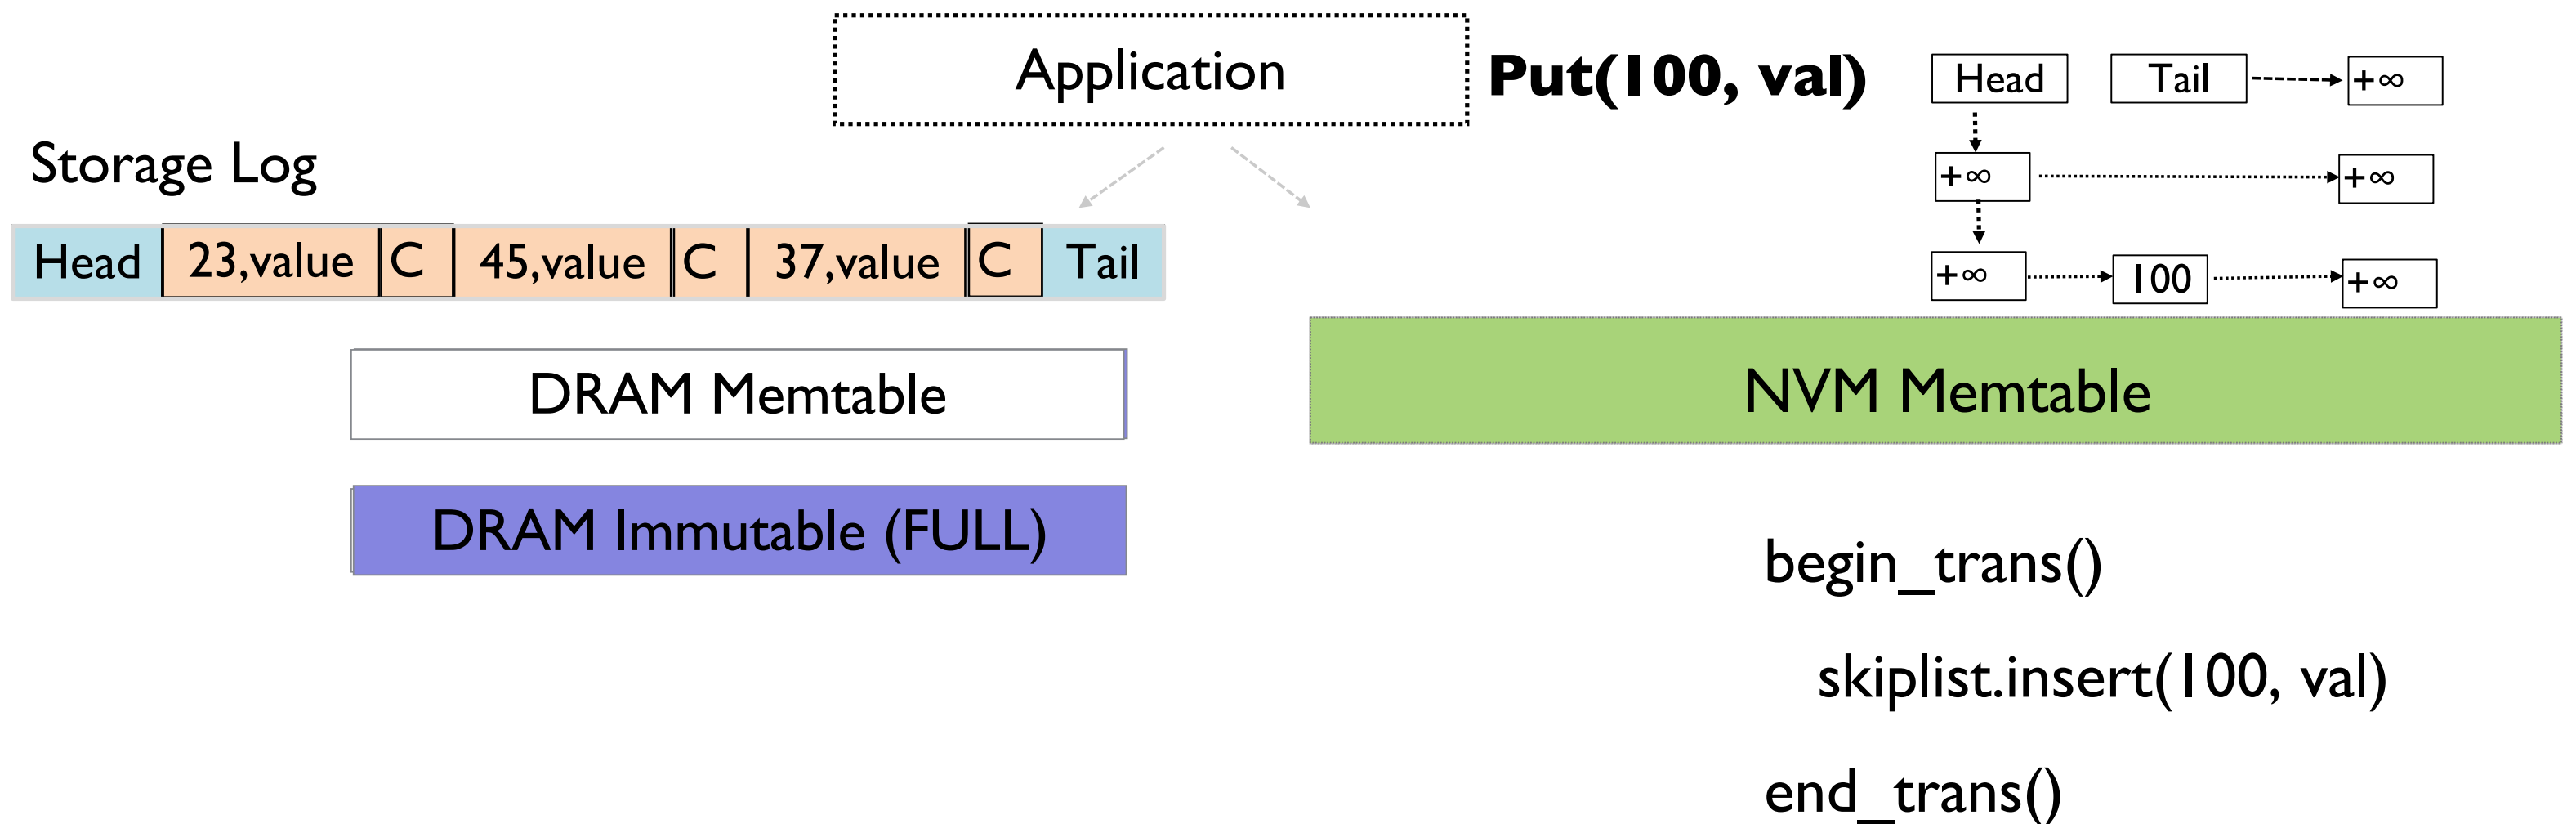 Application
Put(100, val)
Head
Tail
+∞
+∞
+∞
+∞
100
+∞
Storage Log
Head
23,value
C
45,value
C
37,value
C
Tail
DRAM Memtable
NVM Memtable
DRAM Immutable (FULL)
begin_trans()
skiplist.insert(100, val)
end_trans()